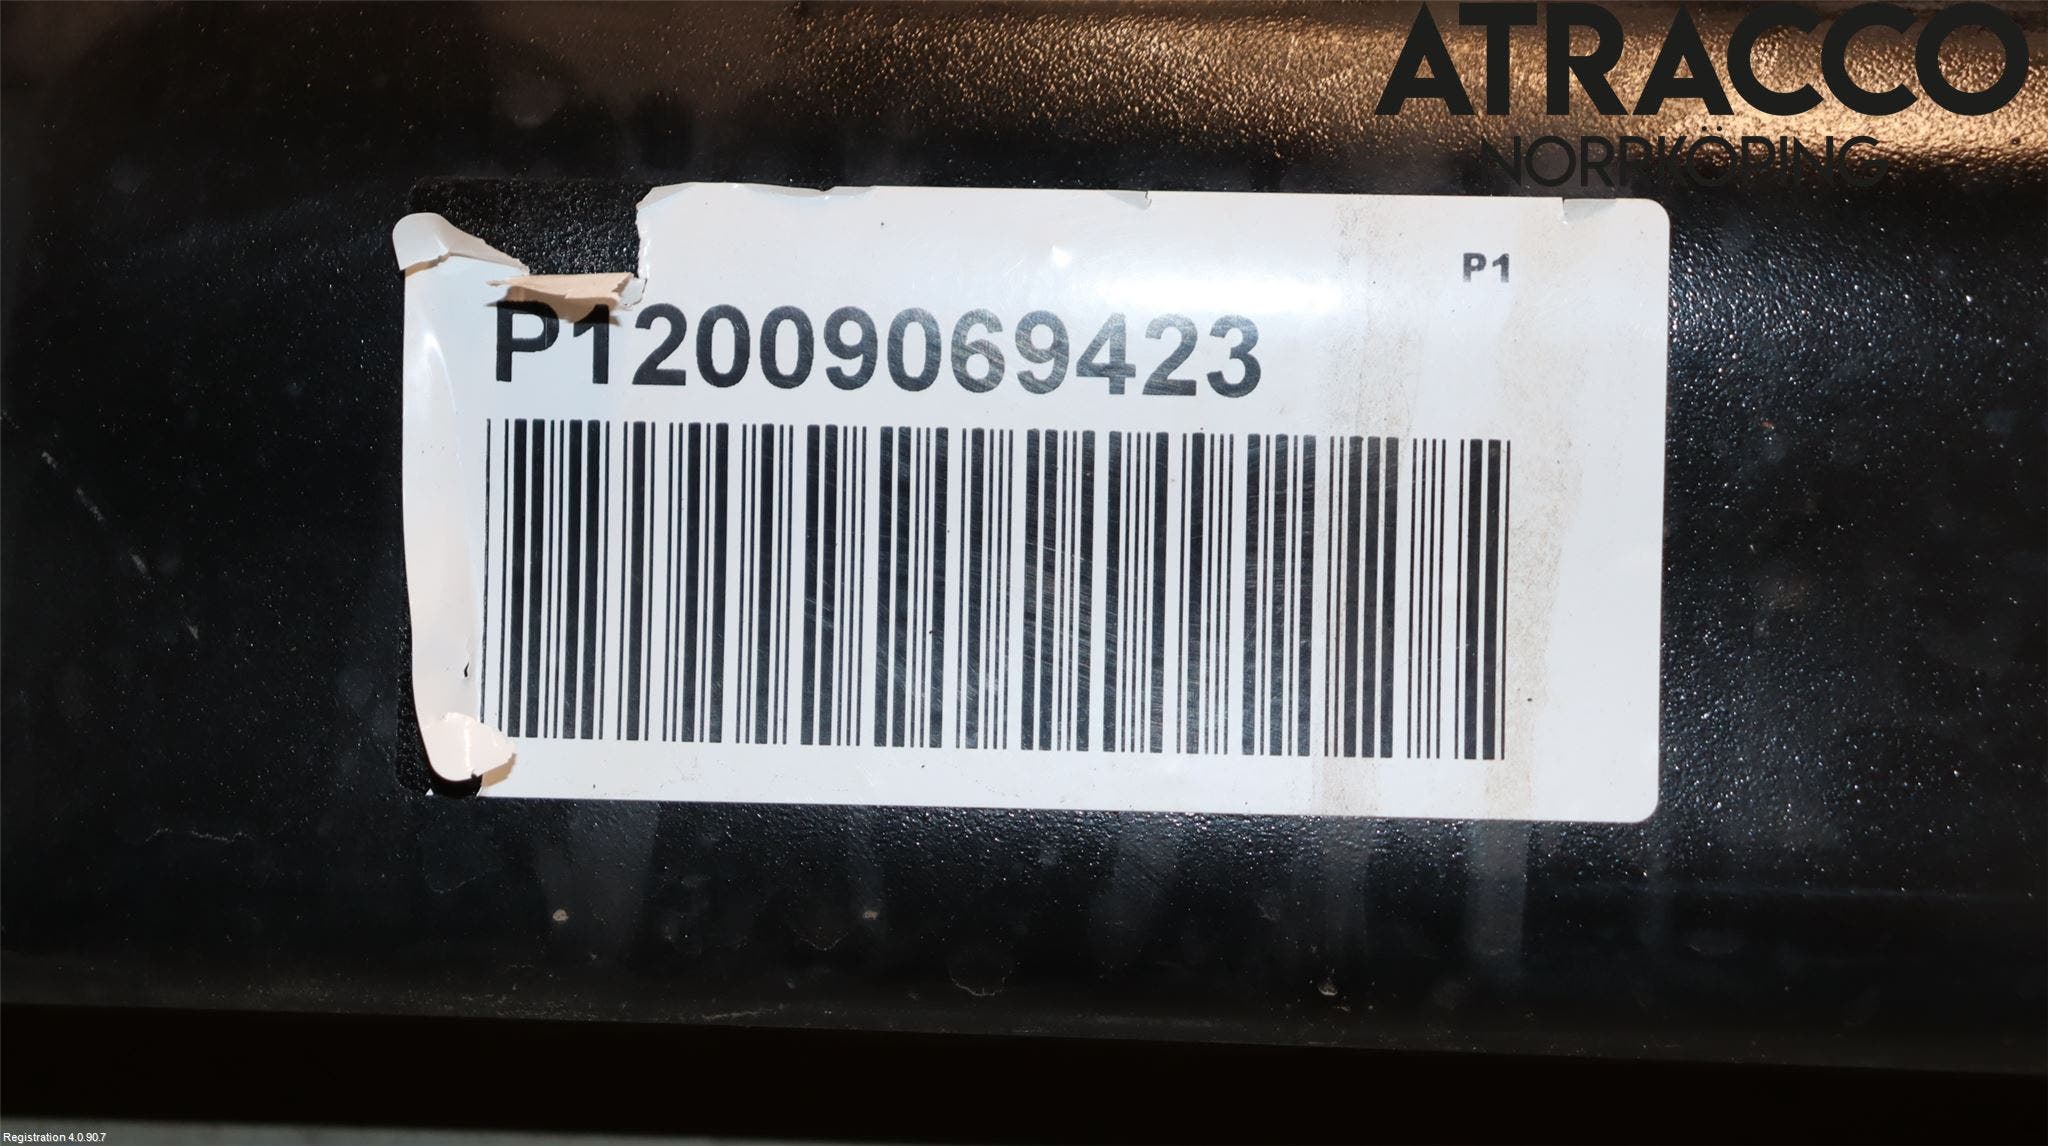 ATRACCO
NORRKÖPING
P1
P12009069423
Registration 4.0.90.7